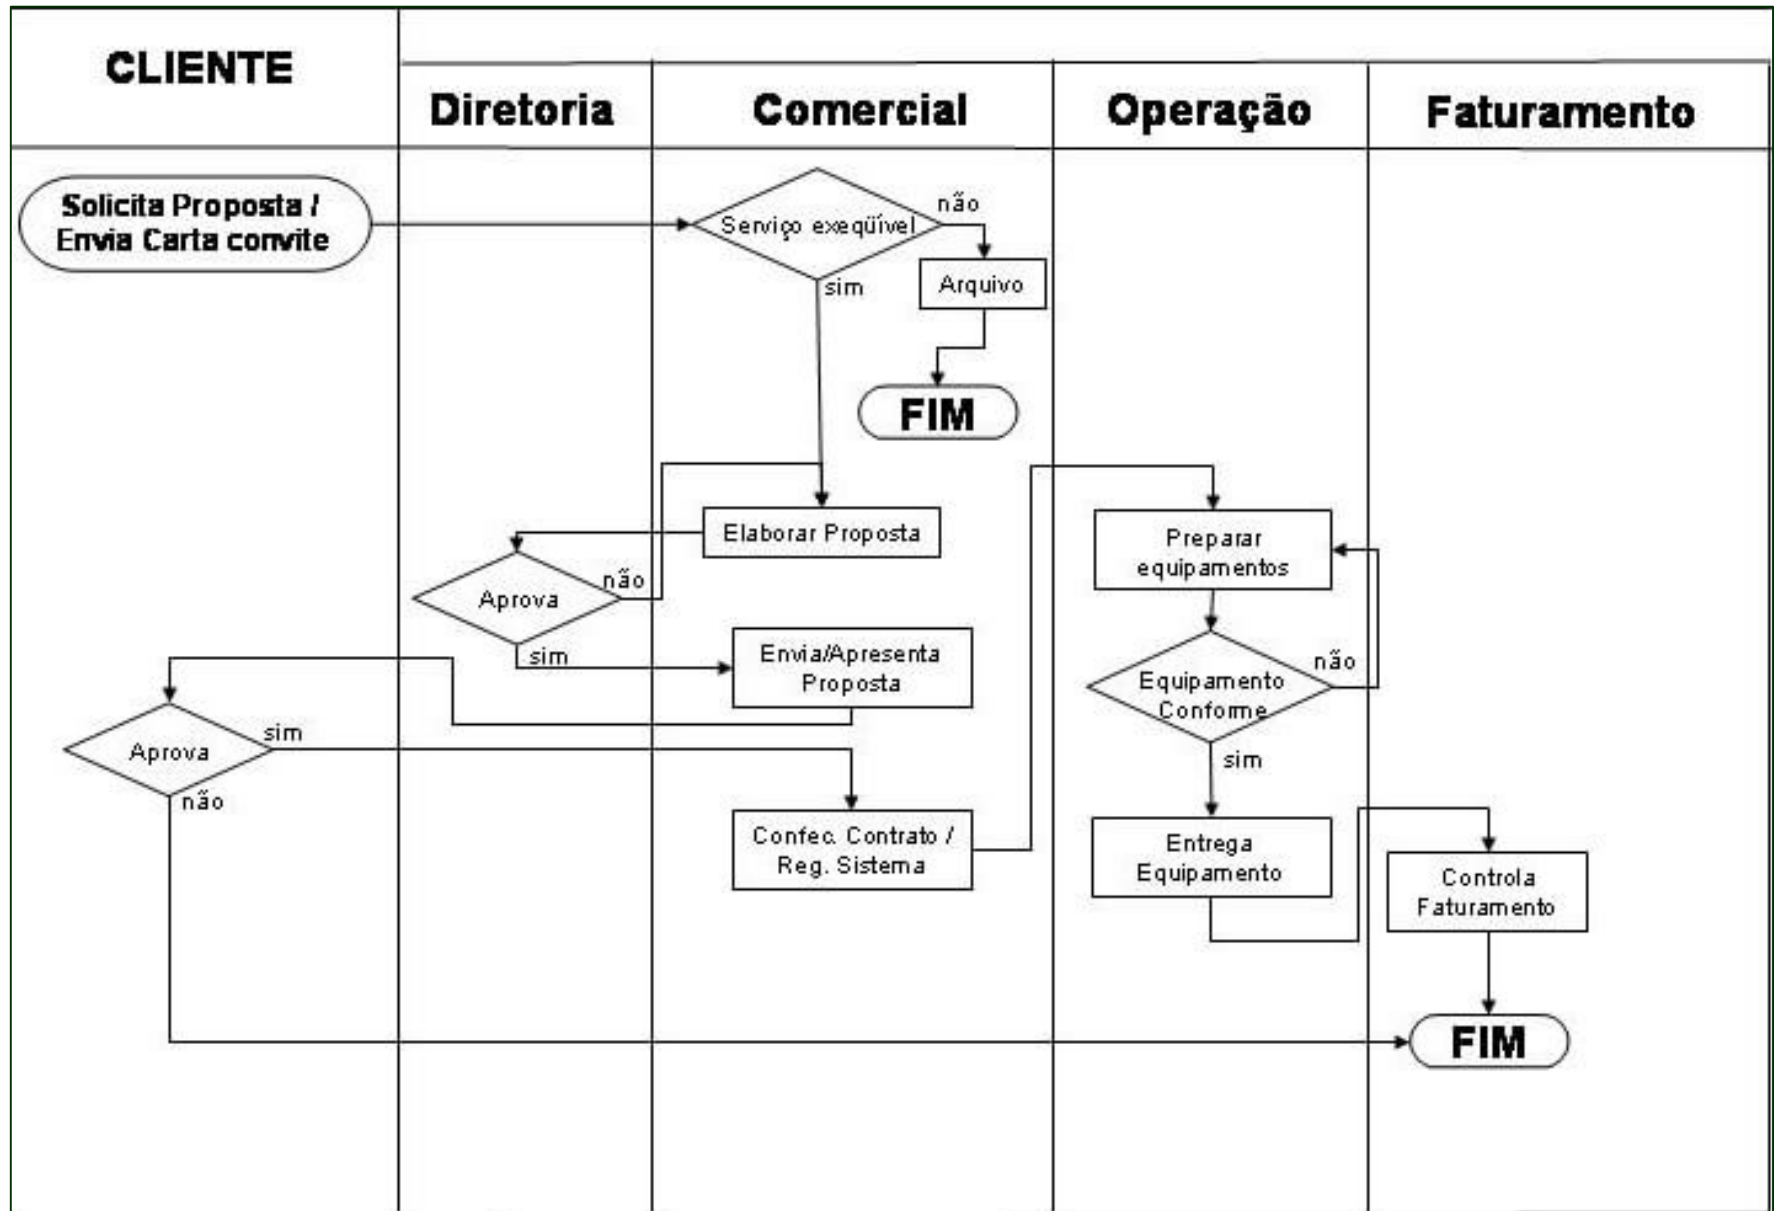 CLIENTE
Diretoria
Comercial
Operação
Faturamento
Solicita Proposta /
Envia Carta convite
Serviço exeqüível
não
sim
Arquivo
FIM
Elaborar Proposta
Aprova
não
sim
Envia/Apresenta
Proposta
Aprova
sim
não
Confec. Contrato /
Reg. Sistema
Preparar
equipamentos
Equipamento
Conforme
não
sim
Entrega
Equipamento
Controla
Faturamento
FIM